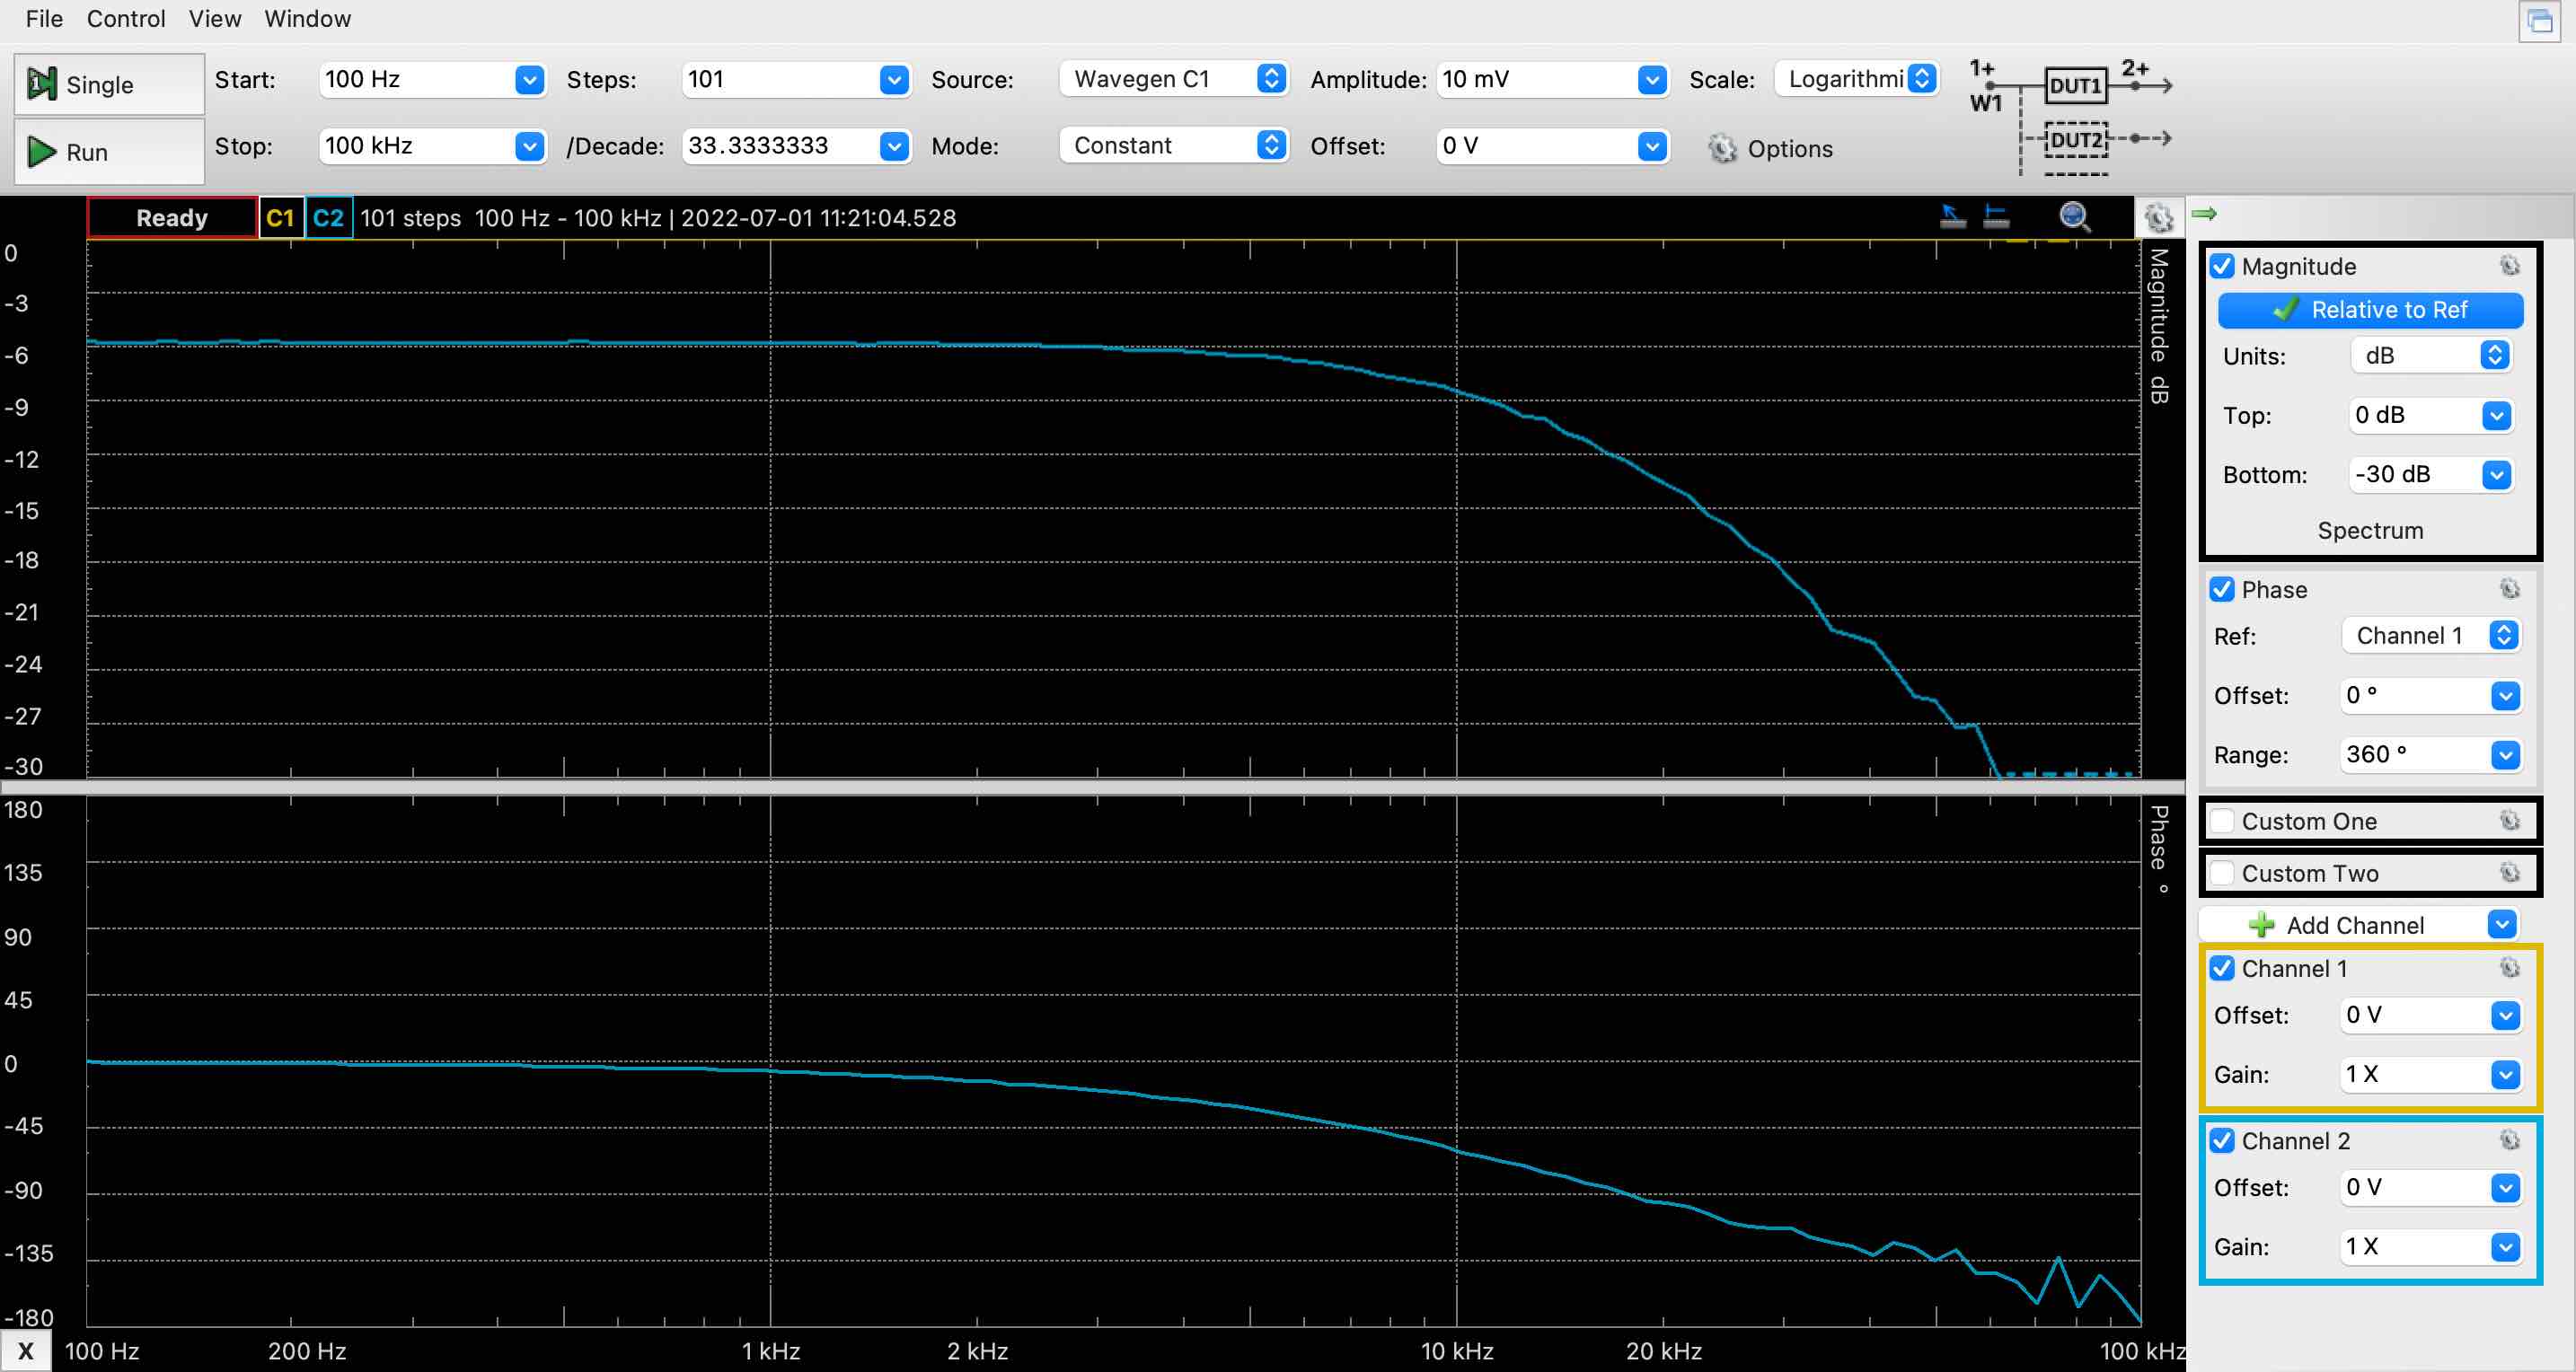 File Control View Window
Single Start: 100 Hz Steps: 101 Source: Wavegen C1 Amplitude: 10 mV Scale: Logarithmi 1+ W1 DUT1 2+
Run Stop: 100 kHz /Decade: 33.3333333 Mode: Constant Offset: 0 V Options DUT2
Ready C1 C2 101 steps 100 Hz - 100 kHz | 2022-07-01 11:21:04.528
0
-3
-6
-9
-12
-15
-18
-21
-24
-27
-30
Magnitude dB
180
135
90
45
0
-45
-90
-135
-180
Phase °
X 100 Hz 200 Hz 1 kHz 2 kHz 10 kHz 20 kHz 100 kHz
Magnitude
Relative to Ref
Units: dB
Top: 0 dB
Bottom: -30 dB
Spectrum
Phase
Ref: Channel 1
Offset: 0 °
Range: 360 °
Custom One
Custom Two
Add Channel
Channel 1
Offset: 0 V
Gain: 1 X
Channel 2
Offset: 0 V
Gain: 1 X